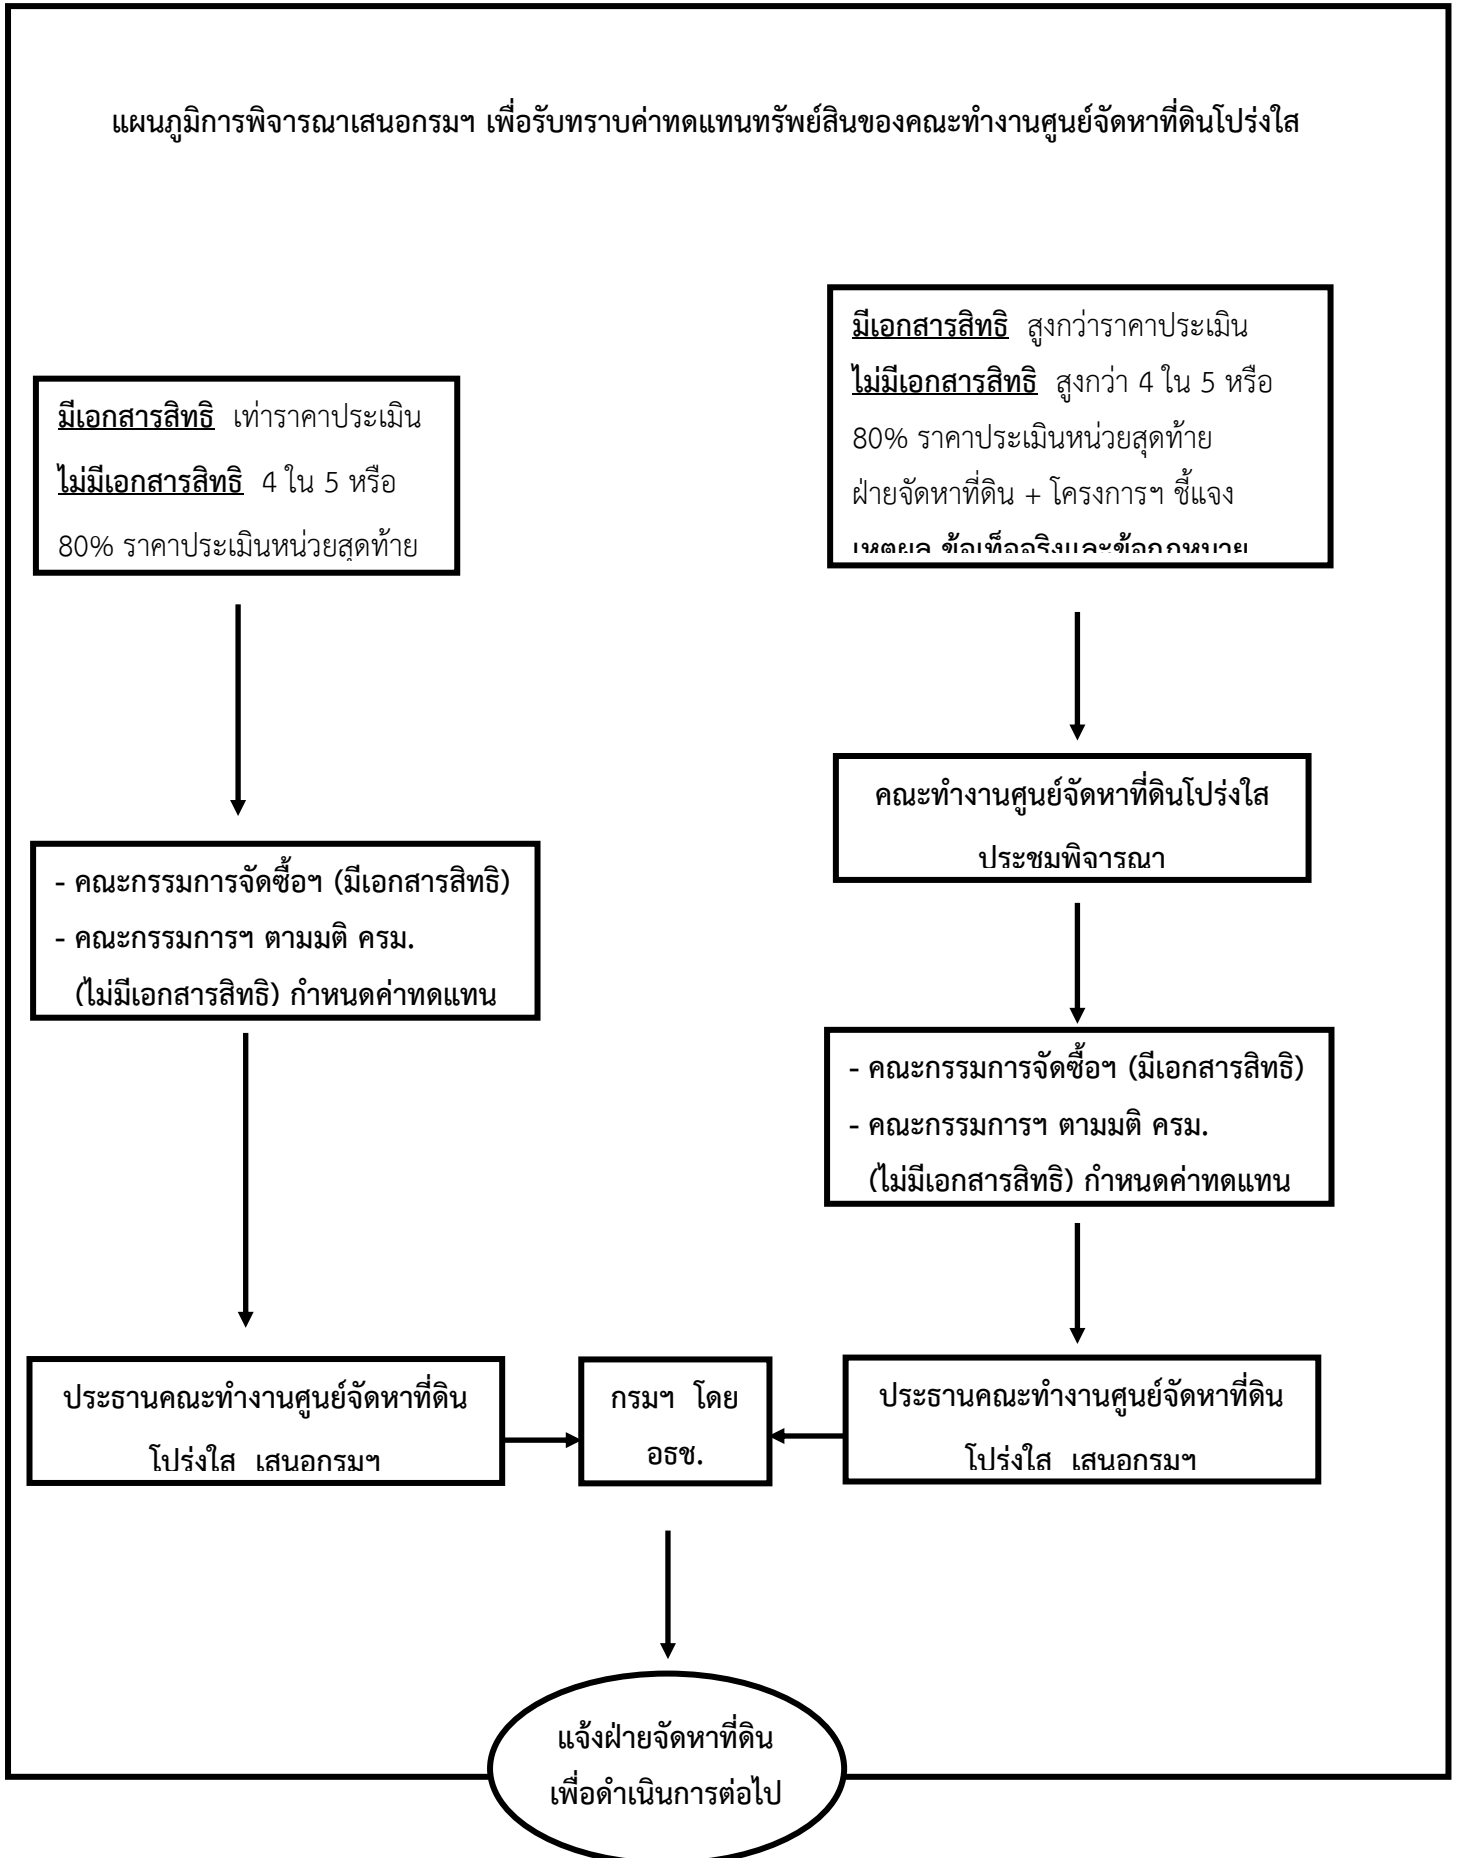 แผนภูมิการพิจารณาเสนอกรมฯ เพื่อรับทราบค่าทดแทนทรัพย์สินของคณะทำงานศูนย์จัดหาที่ดินโปร่งใส
มีเอกสารสิทธิ เท่าราคาประเมิน
ไม่มีเอกสารสิทธิ 4 ใน 5 หรือ
80% ราคาประเมินหน่วยสุดท้าย
- คณะกรรมการจัดซื้อฯ (มีเอกสารสิทธิ)
- คณะกรรมการฯ ตามมติ ครม.
(ไม่มีเอกสารสิทธิ) กำหนดค่าทดแทน
ประธานคณะทำงานศูนย์จัดหาที่ดิน
โปร่งใส เสนอกรมฯ
มีเอกสารสิทธิ สูงกว่าราคาประเมิน
ไม่มีเอกสารสิทธิ สูงกว่า 4 ใน 5 หรือ
80% ราคาประเมินหน่วยสุดท้าย
ฝ่ายจัดหาที่ดิน + โครงการฯ ชี้แจง
เหตุผล ข้อเท็จจริงและข้อกฎหมาย
คณะทำงานศูนย์จัดหาที่ดินโปร่งใส
ประชุมพิจารณา
- คณะกรรมการจัดซื้อฯ (มีเอกสารสิทธิ)
- คณะกรรมการฯ ตามมติ ครม.
(ไม่มีเอกสารสิทธิ) กำหนดค่าทดแทน
ประธานคณะทำงานศูนย์จัดหาที่ดิน
โปร่งใส เสนอกรมฯ
กรมฯ โดย
อธช.
แจ้งฝ่ายจัดหาที่ดิน
เพื่อดำเนินการต่อไป